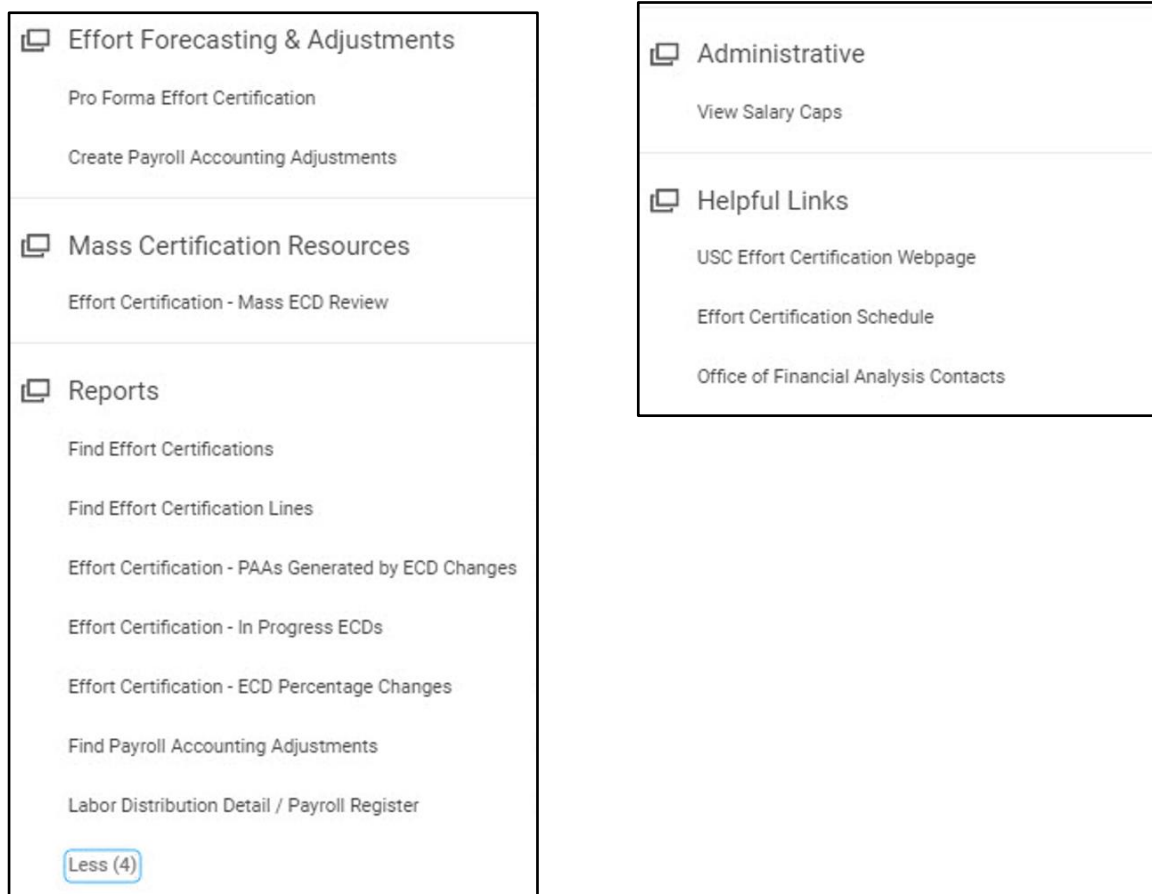 Effort Forecasting & Adjustments
Pro Forma Effort Certification
Create Payroll Accounting Adjustments
Mass Certification Resources
Effort Certification - Mass ECD Review
Reports
Find Effort Certifications
Find Effort Certification Lines
Effort Certification - PAAs Generated by ECD Changes
Effort Certification - In Progress ECDs
Effort Certification - ECD Percentage Changes
Find Payroll Accounting Adjustments
Labor Distribution Detail / Payroll Register
Less (4)
Administrative
View Salary Caps
Helpful Links
USC Effort Certification Webpage
Effort Certification Schedule
Office of Financial Analysis Contacts